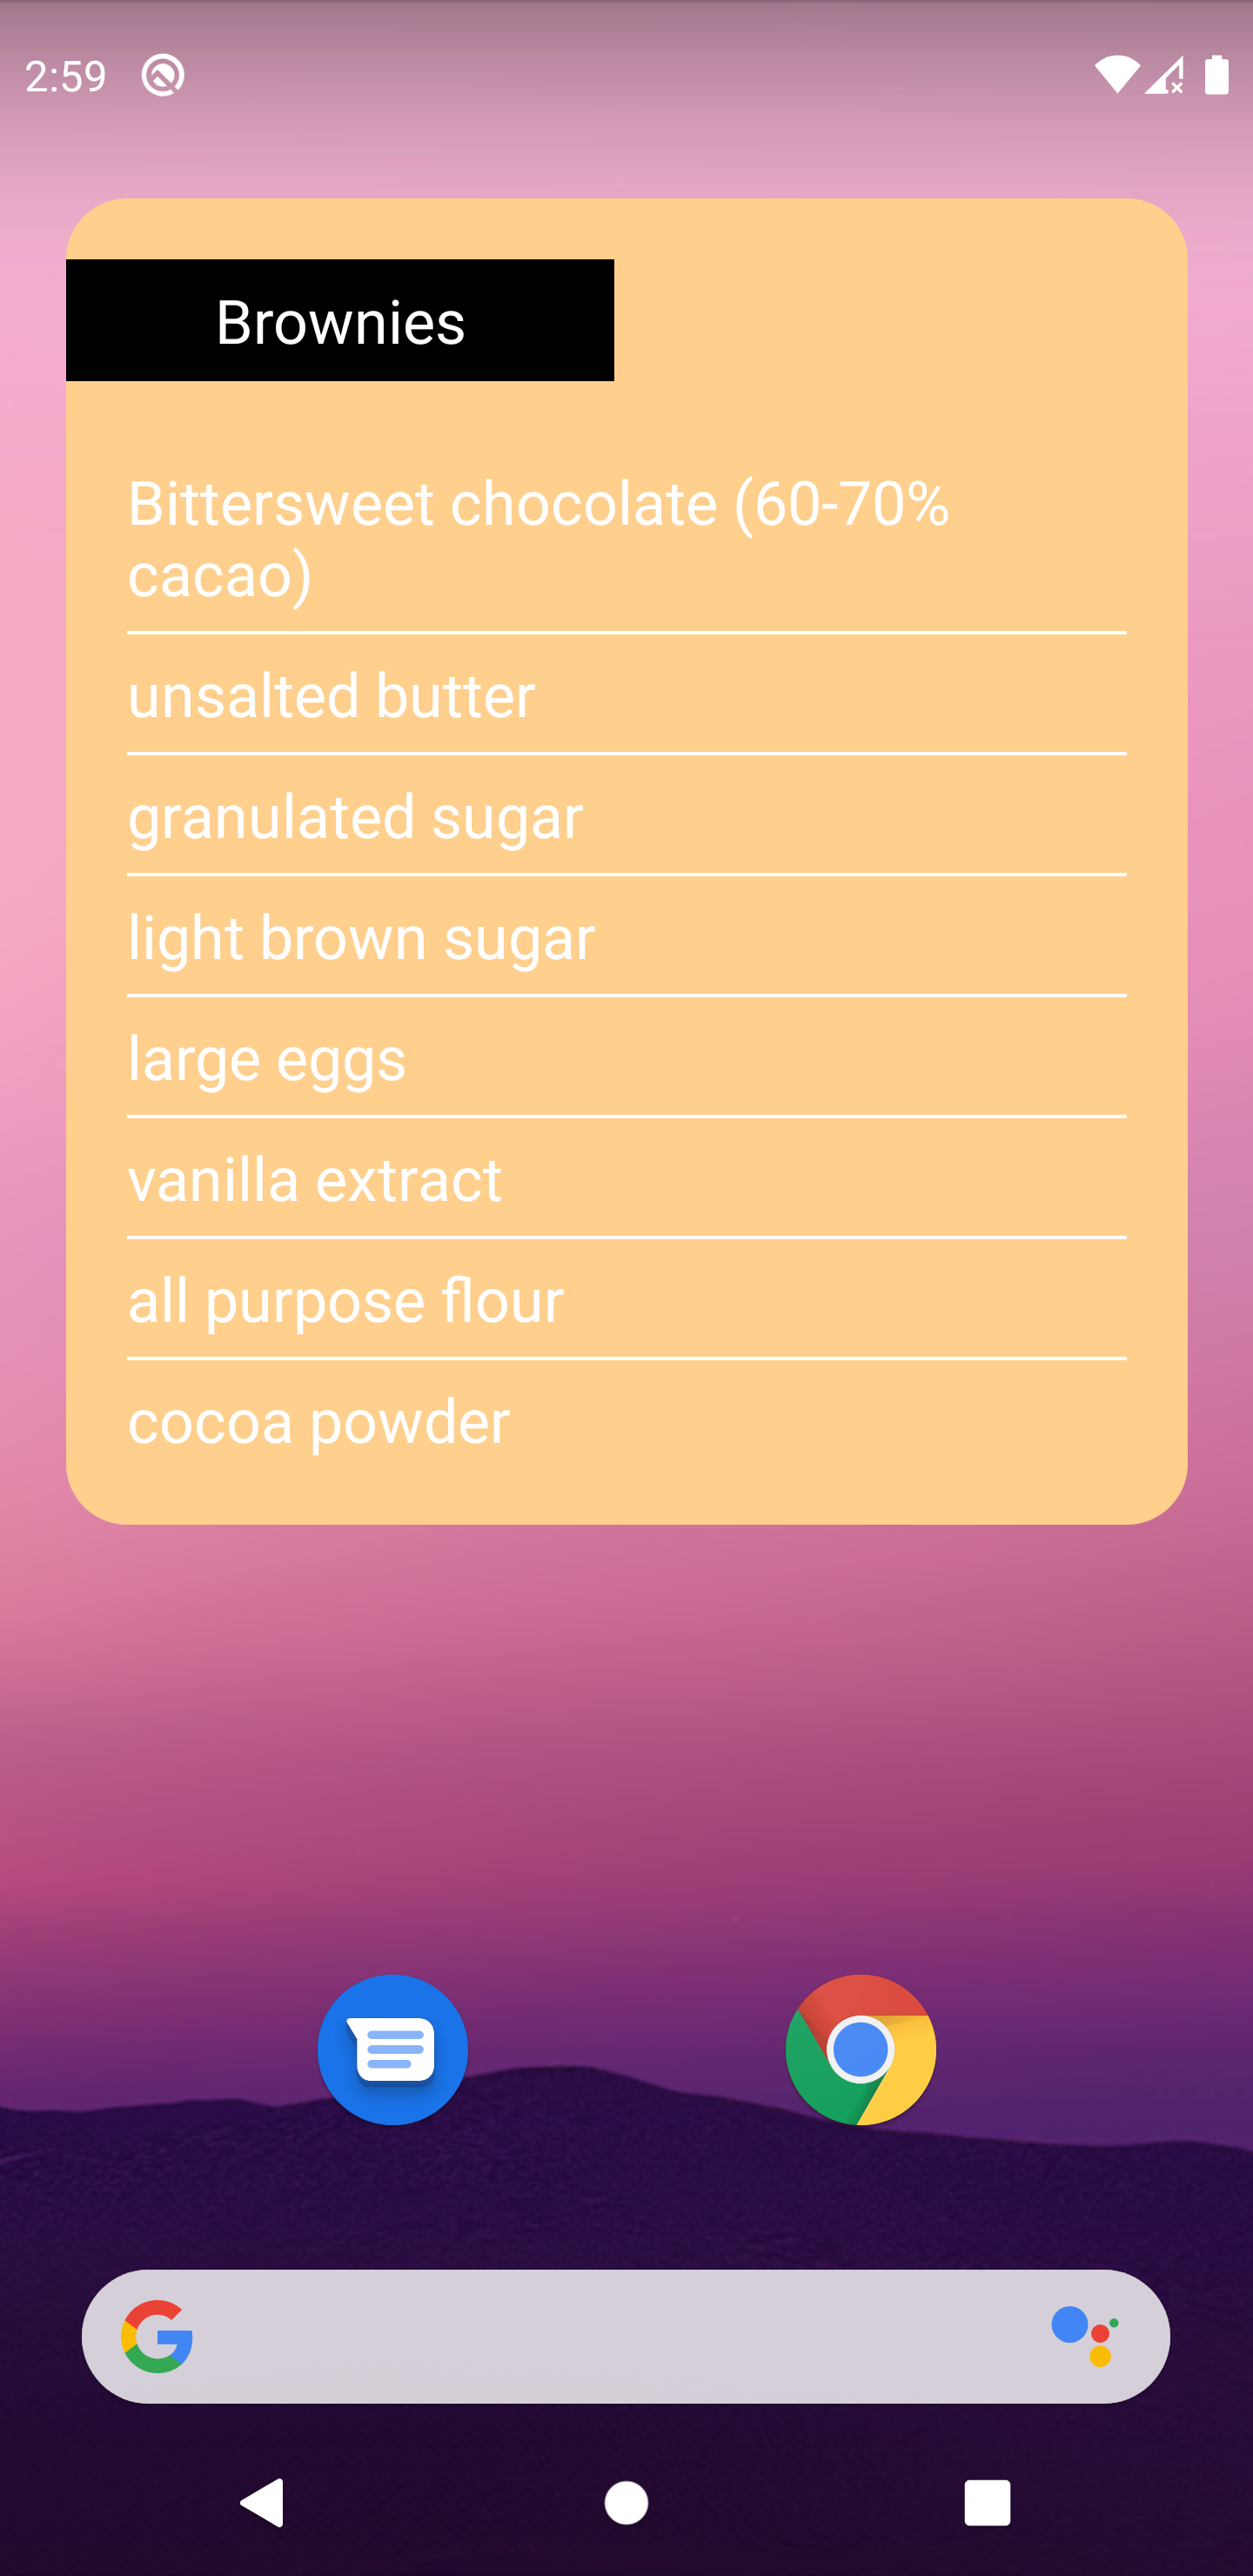 2:59
Brownies
Bittersweet chocolate (60-70%
cacao)
unsalted butter
granulated sugar
light brown sugar
large eggs
vanilla extract
all purpose flour
cocoa powder